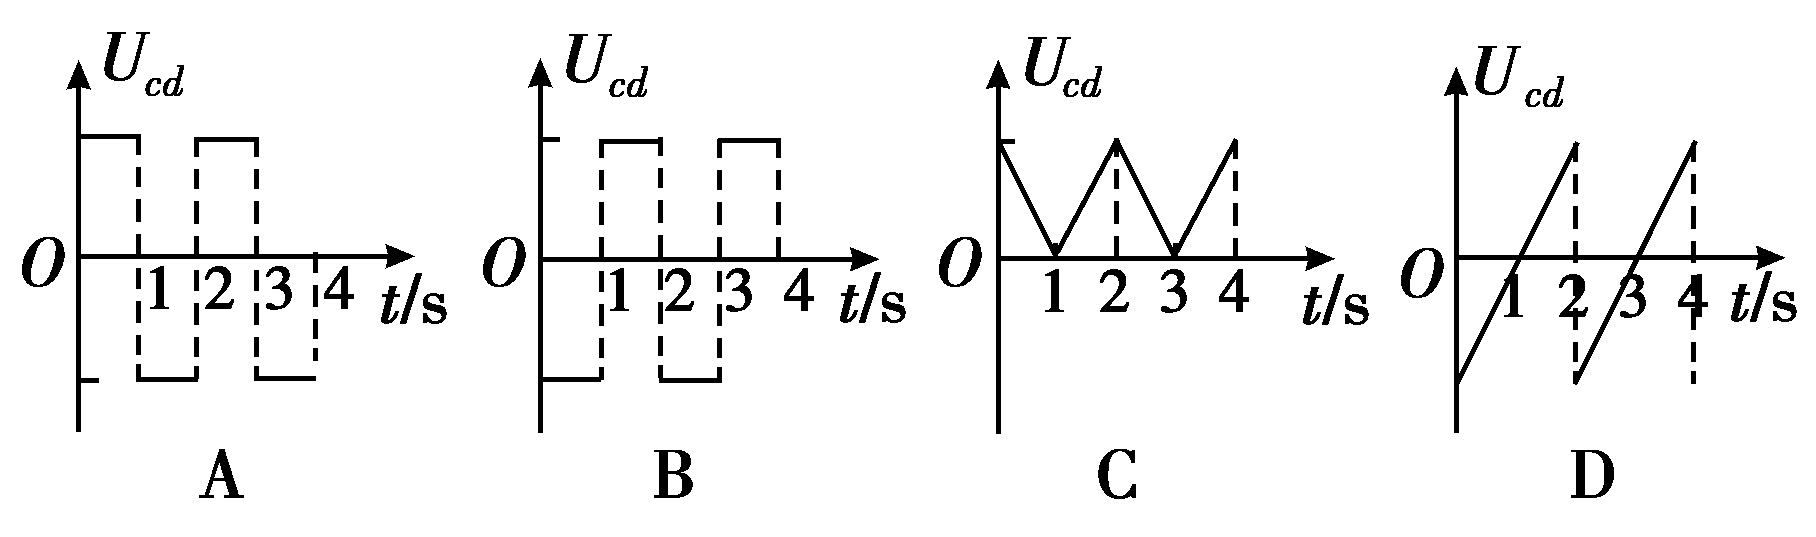 U_cd U_cd U_cd U_cd
O 1 2 3 4 t/s O 1 2 3 4 t/s O 1 2 3 4 t/s O 1 2 3 4 t/s
A B C D